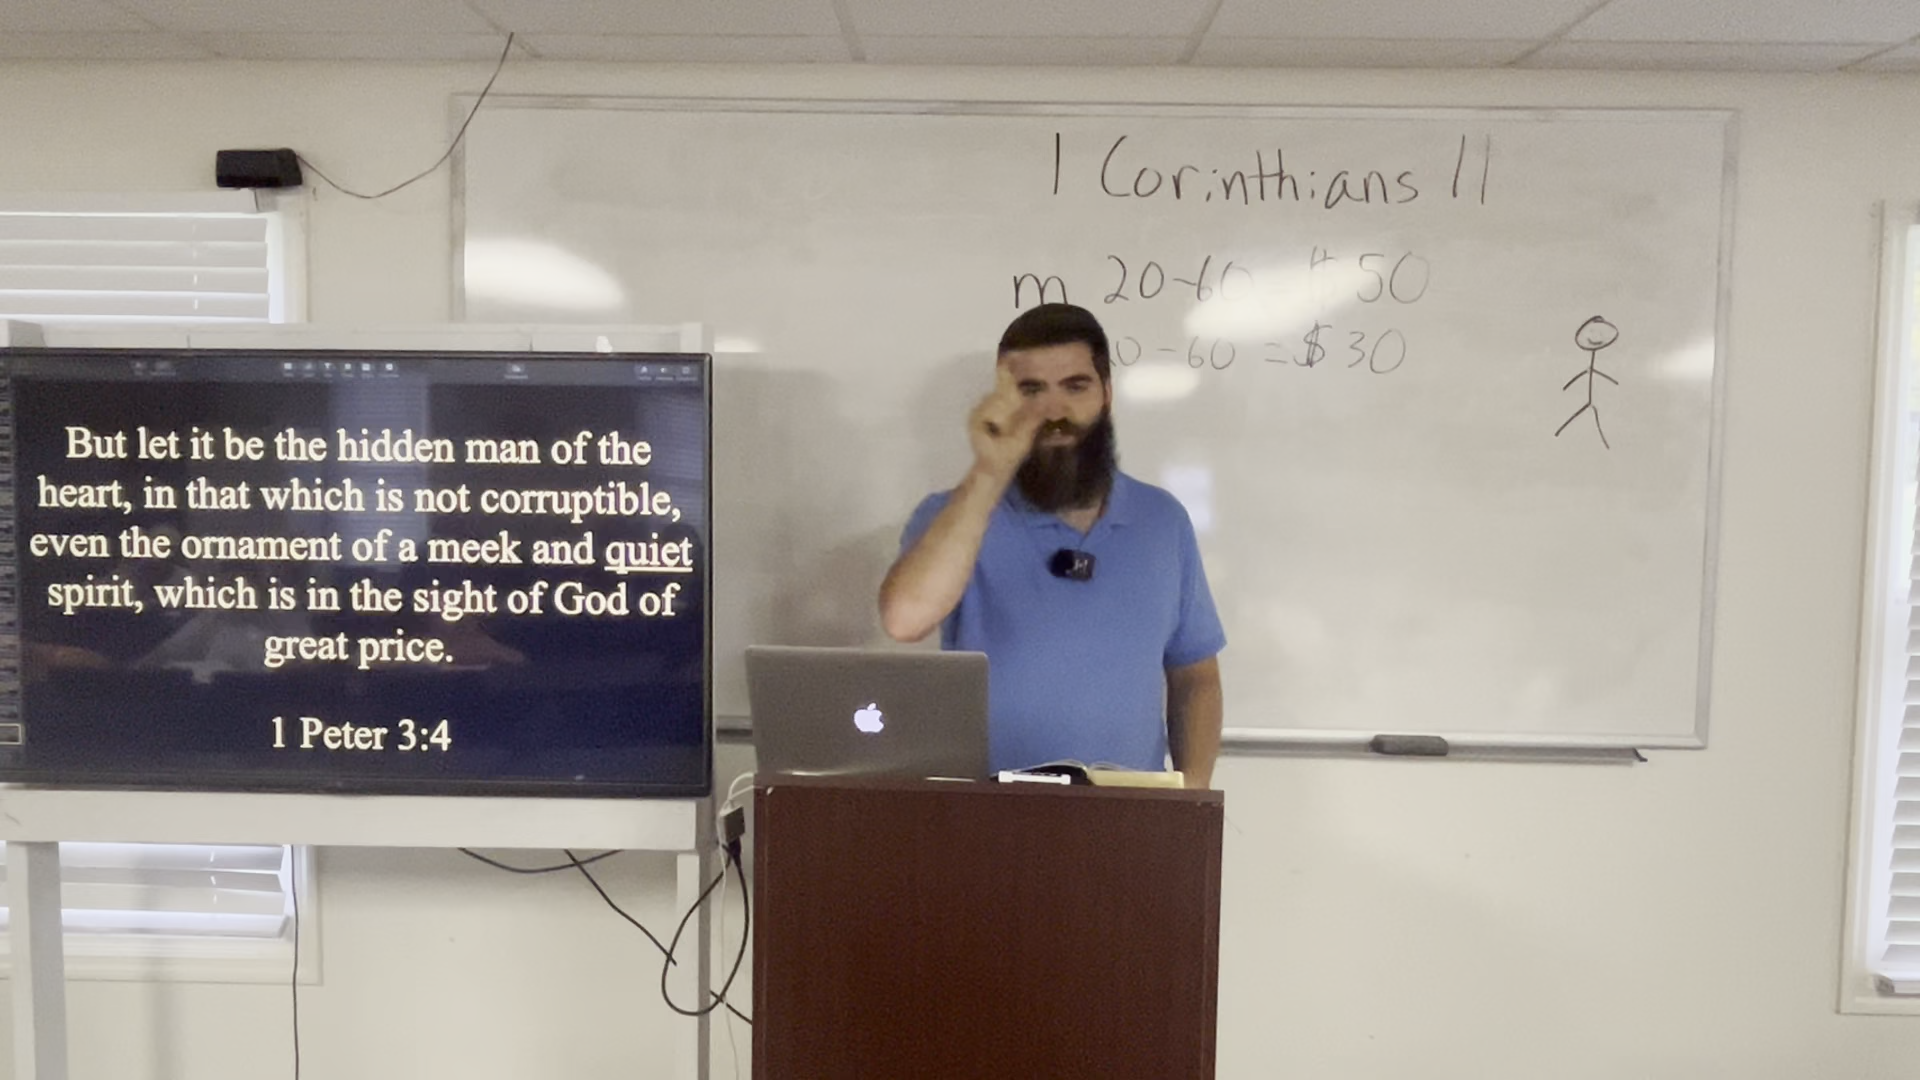 But let it be the hidden man of the
heart, in that which is not corruptible,
even the ornament of a meek and quiet
spirit, which is in the sight of God of
great price.
1 Peter 3:4
1 Corinthians 11
m 20-60 50
0-60 = $30